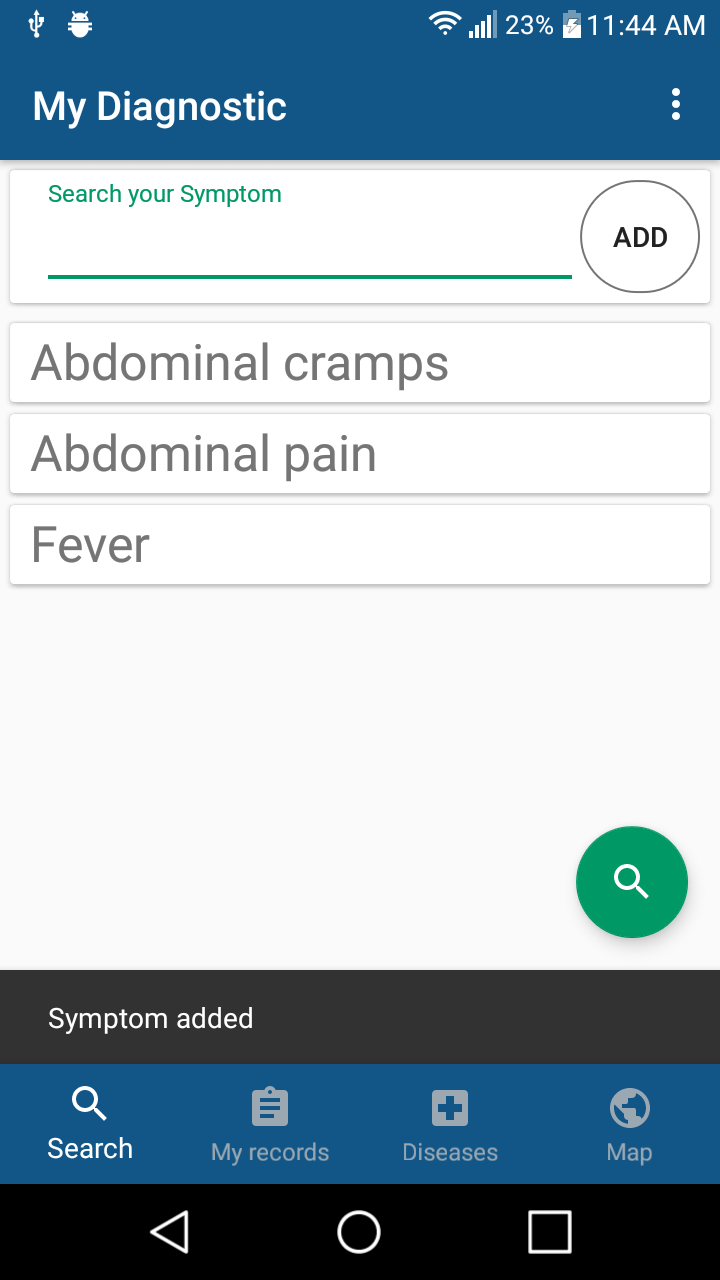 23% 11:44 AM
My Diagnostic
Search your Symptom
ADD
Abdominal cramps
Abdominal pain
Fever
Symptom added
Search My records Diseases Map